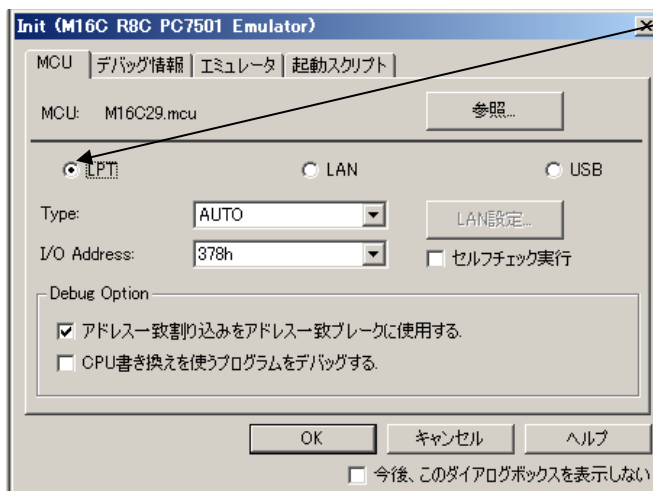 Init (M16C R8C PC7501 Emulator)
MCU デバッグ情報 エミュレータ 起動スクリプト
MCU: M16C29.mcu 参照...
LPT LAN USB
Type: AUTO LAN設定...
I/O Address: 378h セルフチェック実行
Debug Option
アドレス一致割り込みをアドレス一致ブレークに使用する.
CPU書き換えを使うプログラムをデバッグする.
OK キャンセル ヘルプ
今後、このダイアログボックスを表示しない